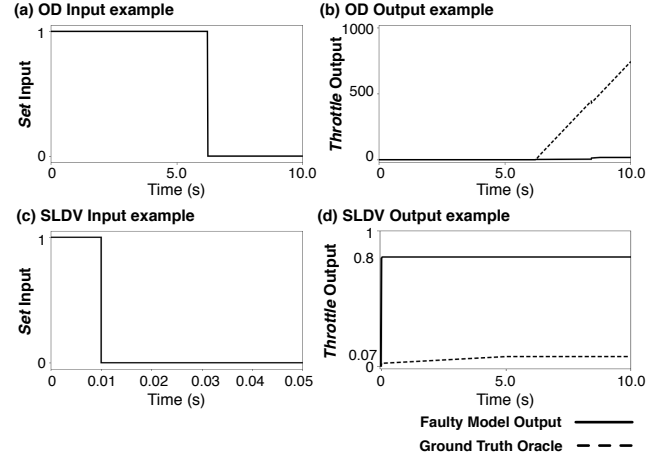 (a) OD Input example
Set Input
1
0
5.0
10.0
Time (s)
(b) OD Output example
Throttle Output
1000
500
0
0
5.0
10.0
Time (s)
(c) SLDV Input example
Set Input
1
0
0
0.01
0.02
0.03
0.04
0.05
Time (s)
(d) SLDV Output example
Throttle Output
1
0.8
0.07
0
0
5.0
10.0
Time (s)
Faulty Model Output
Ground Truth Oracle